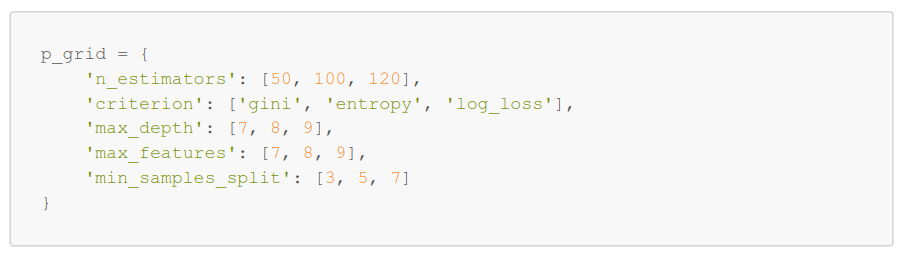 p_grid = {
    'n_estimators': [50, 100, 120],
    'criterion': ['gini', 'entropy', 'log_loss'],
    'max_depth': [7, 8, 9],
    'max_features': [7, 8, 9],
    'min_samples_split': [3, 5, 7]
}